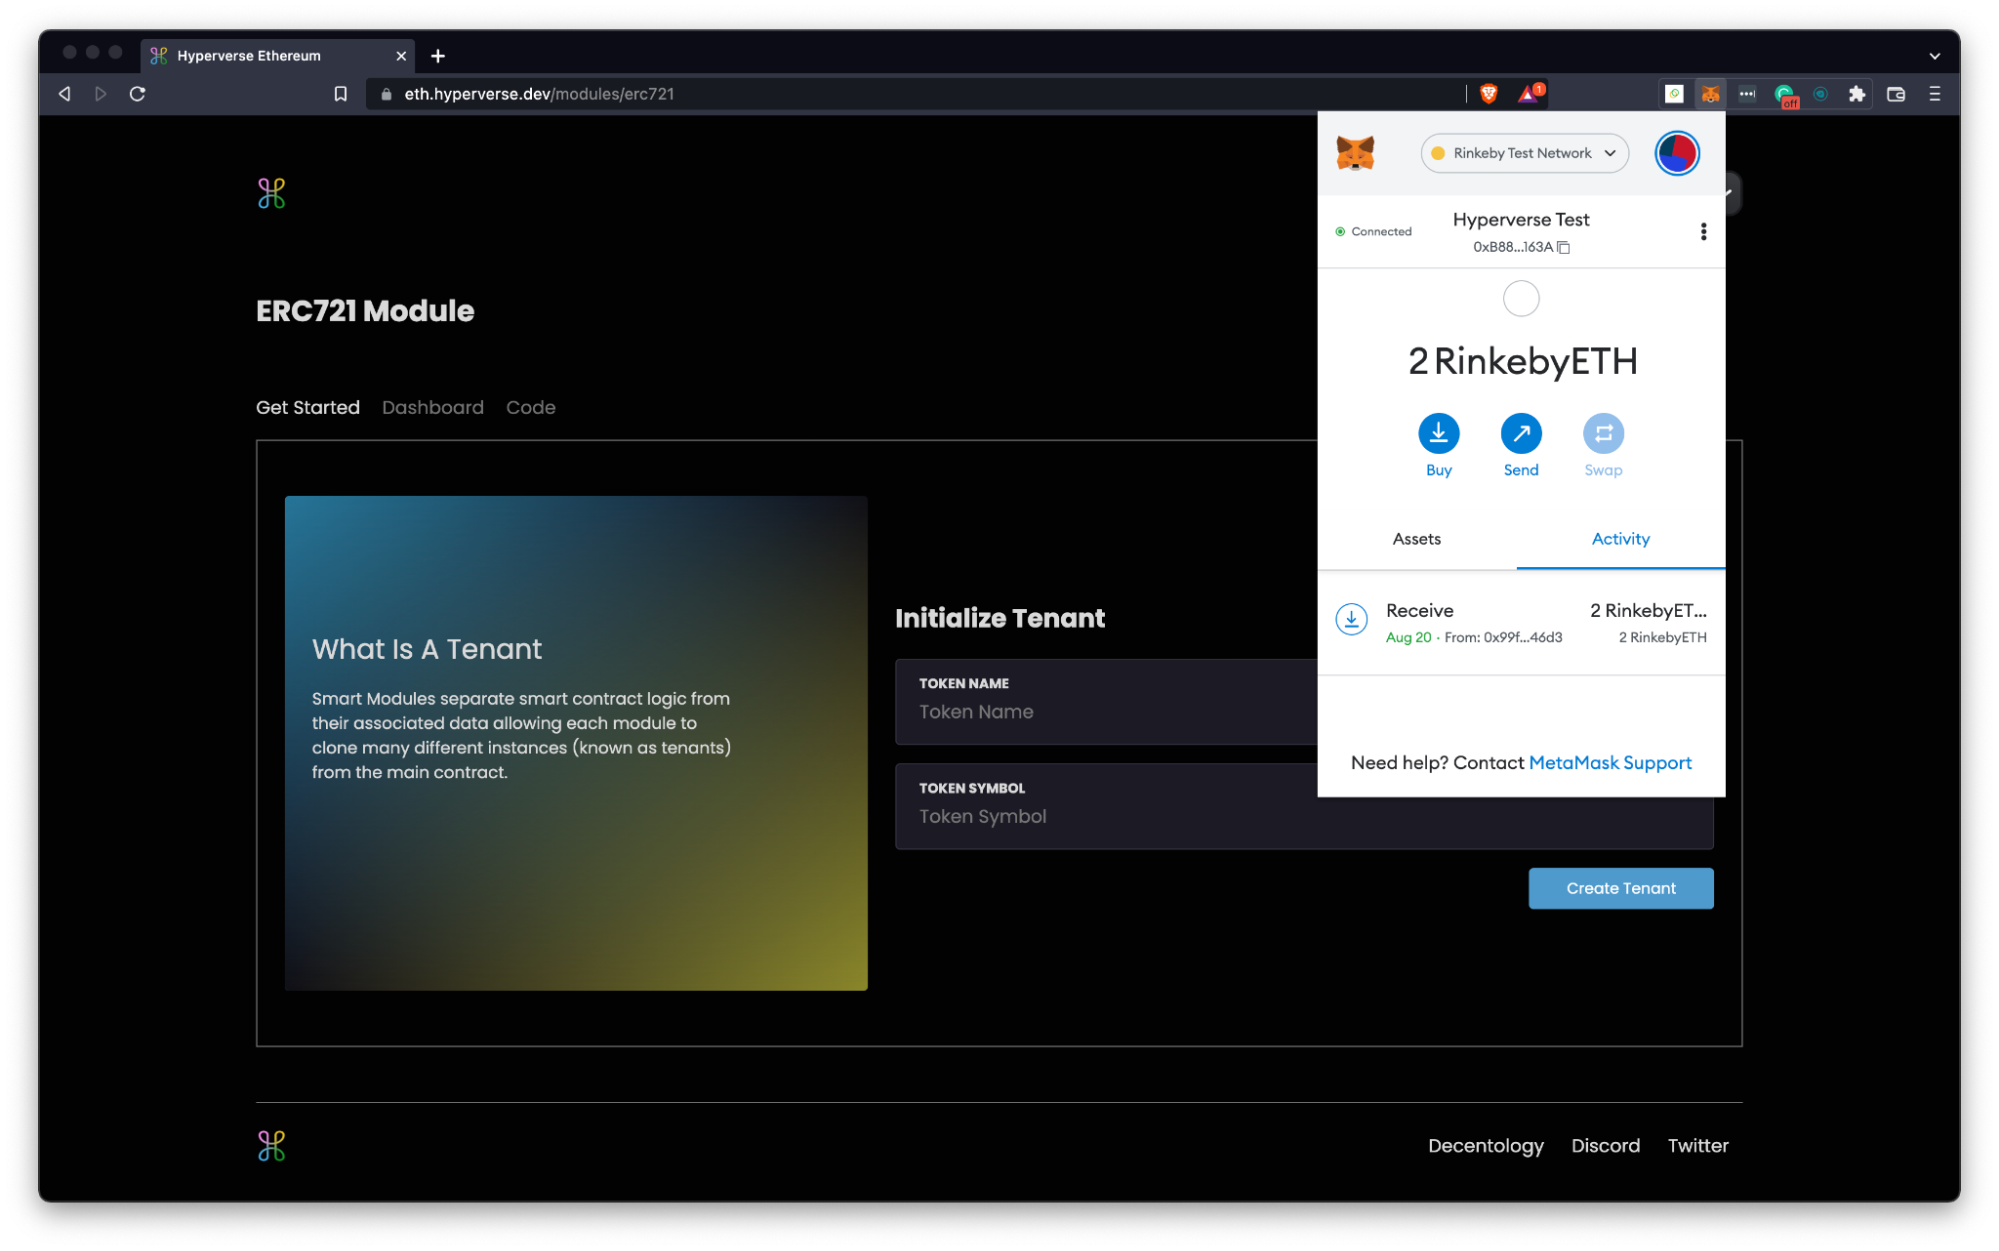 Hyperverse Ethereum
eth.hyperverse.dev/modules/erc721
1
off
Rinkeby Test Network
Connected
Hyperverse Test
0xB88...163A
ERC721 Module
2 RinkebyETH
Get Started Dashboard Code
Buy Send Swap
Assets Activity
Receive 2 RinkebyET...
Aug 20 · From: 0x99f...46d3 2 RinkebyETH
Need help? Contact MetaMask Support
What Is A Tenant
Smart Modules separate smart contract logic from
their associated data allowing each module to
clone many different instances (known as tenants)
from the main contract.
Initialize Tenant
TOKEN NAME
Token Name
TOKEN SYMBOL
Token Symbol
Create Tenant
Decentology Discord Twitter